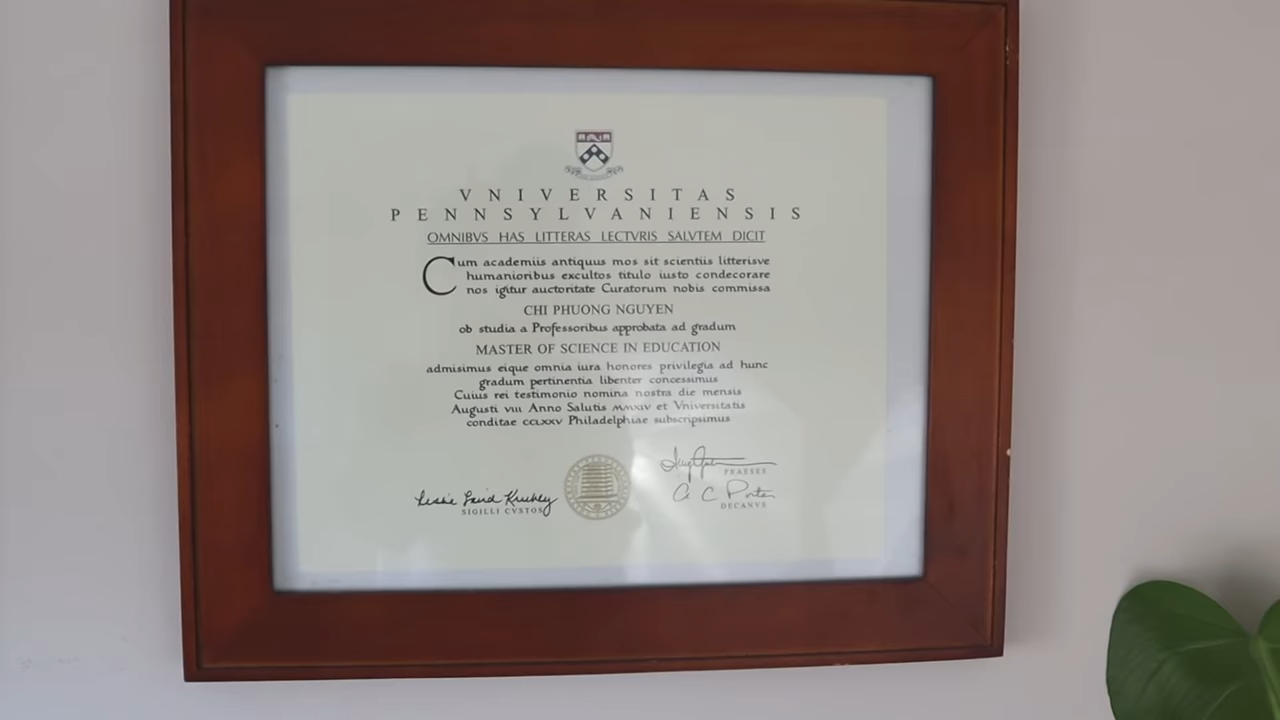 VNIVERSITAS
PENNSYLVANIENSIS
OMNIBVS HAS LITTERAS LECTVRIS SALVTEM DICIT
Cum academiis antiquus mos sit scientiis litterisve
humanioribus excultos titulo iusto condecorare
nos igitur auctoritate Curatorum nobis commissa
CHI PHUONG NGUYEN
ob studia a Professoribus approbata ad gradum
MASTER OF SCIENCE IN EDUCATION
admisimus eique omnia iura honores privilegia ad hunc
gradum pertinentia libenter concessimus
Cuius rei testimonio nomina nostra die mensis
Augusti VIII Anno Salutis MMXIV et Vniversitatis
conditae CCLXXV Philadelphiae subscripsimus
PRAESES
A C Porter
DECANVS
SIGILLI CVSTOS